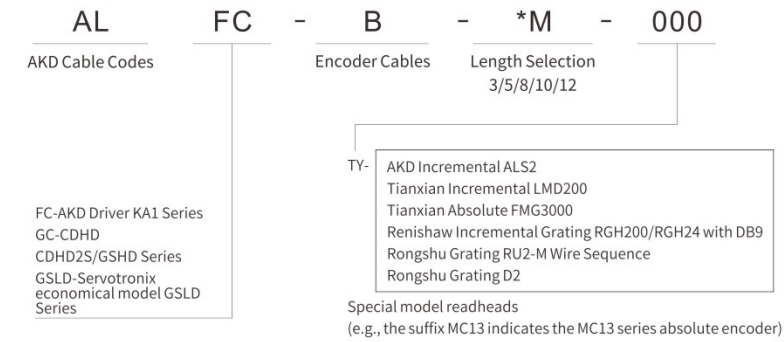 AL FC - B - *M - 000
AKD Cable Codes
Encoder Cables
Length Selection
3/5/8/10/12
TY-
AKD Incremental ALS2
Tianxian Incremental LMD200
Tianxian Absolute FMG3000
Renishaw Incremental Grating RGH200/RGH24 with DB9
Rongshu Grating RU2-M Wire Sequence
Rongshu Grating D2
FC-AKD Driver KA1 Series
GC-CDHD
CDHD2S/GSHD Series
GSLD-Servotronix
economical model GSLD
Series
Special model readheads
(e.g., the suffix MC13 indicates the MC13 series absolute encoder)